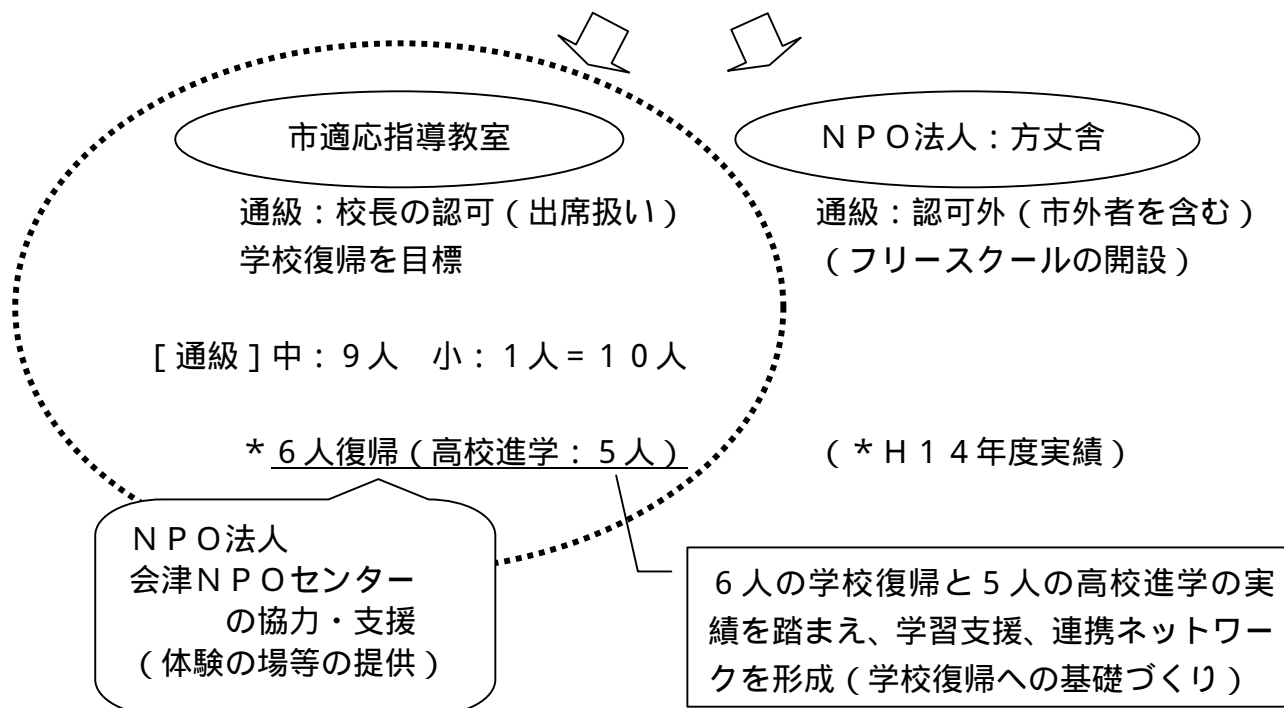 市適応指導教室
ＮＰＯ法人：方丈舎
通級：校長の認可（出席扱い）
学校復帰を目標
通級：認可外（市外者を含む）
（フリースクールの開設）
［通級］中：９人　小：１人＝１０人
＊６人復帰（高校進学：５人）
（＊Ｈ１４年度実績）
ＮＰＯ法人
会津ＮＰＯセンター
の協力・支援
（体験の場等の提供）
６人の学校復帰と５人の高校進学の実
績を踏まえ、学習支援、連携ネットワー
クを形成（学校復帰への基礎づくり）